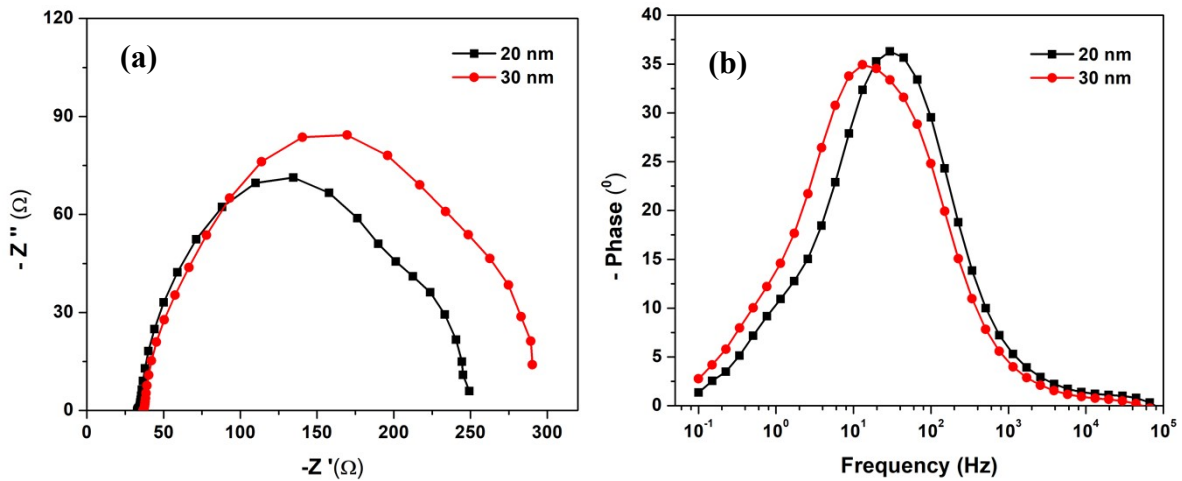 (a)
20 nm
30 nm
120
90
60
30
0
- Z '' (Ω)
0 50 100 150 200 250 300
-Z '(Ω)
(b)
20 nm
30 nm
40
35
30
25
20
15
10
5
0
- Phase (⁰)
10⁻¹ 10⁰ 10¹ 10² 10³ 10⁴ 10⁵
Frequency (Hz)